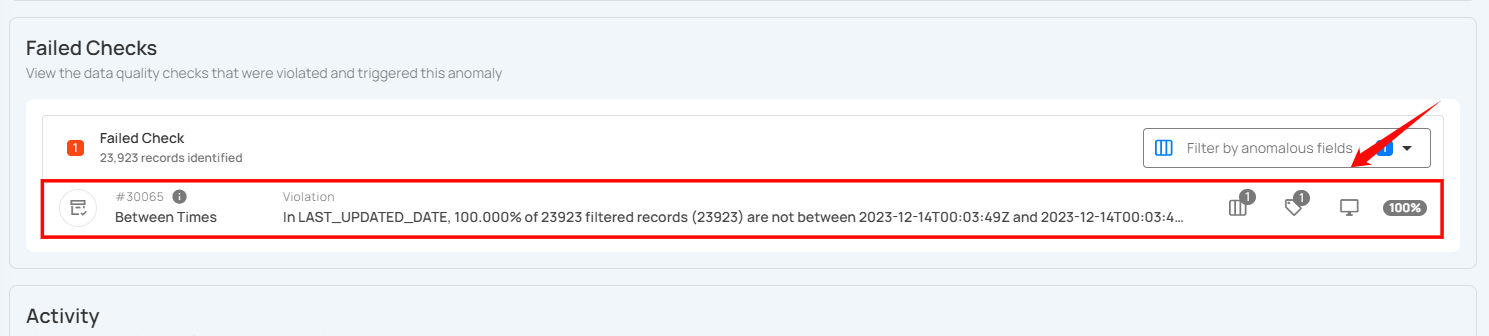 Failed Checks
View the data quality checks that were violated and triggered this anomaly
1
Failed Check
23,923 records identified
Filter by anomalous fields
#30065
Between Times
Violation
In LAST_UPDATED_DATE, 100.000% of 23923 filtered records (23923) are not between 2023-12-14T00:03:49Z and 2023-12-14T00:03:4...
1
1
100%
Activity